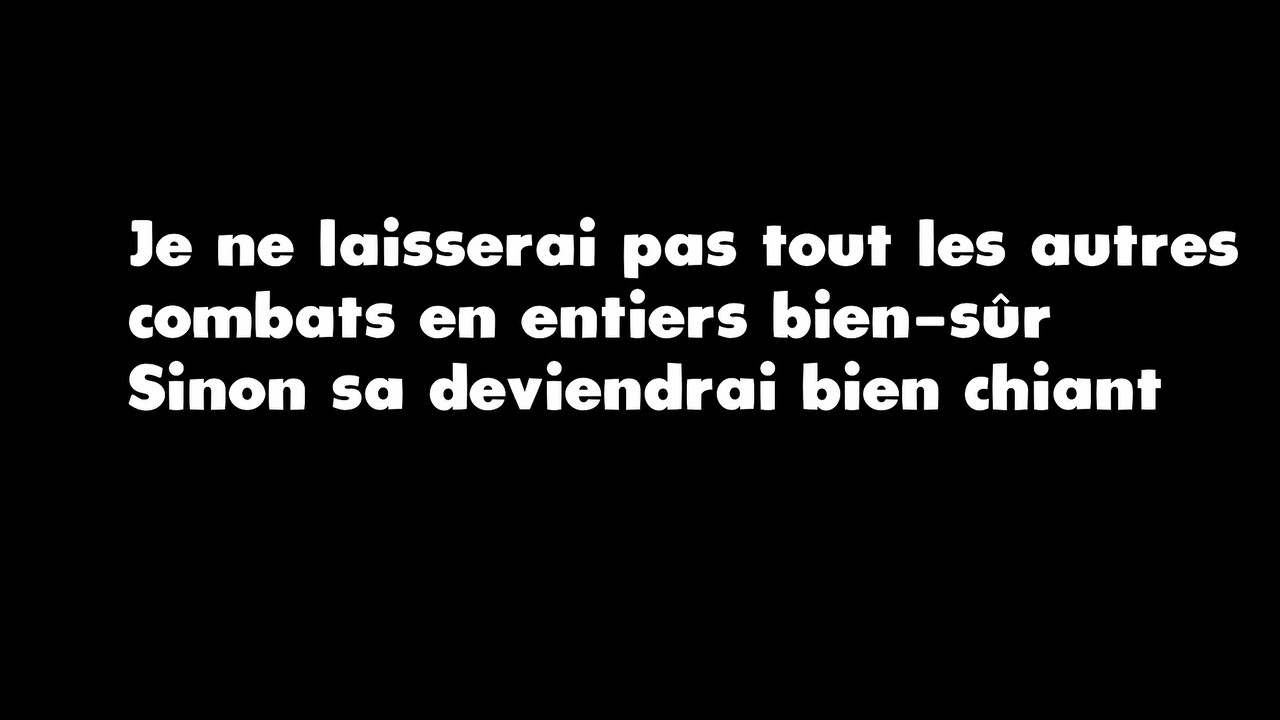 Je ne laisserai pas tout les autres
combats en entiers bien-sûr
Sinon sa deviendrai bien chiant